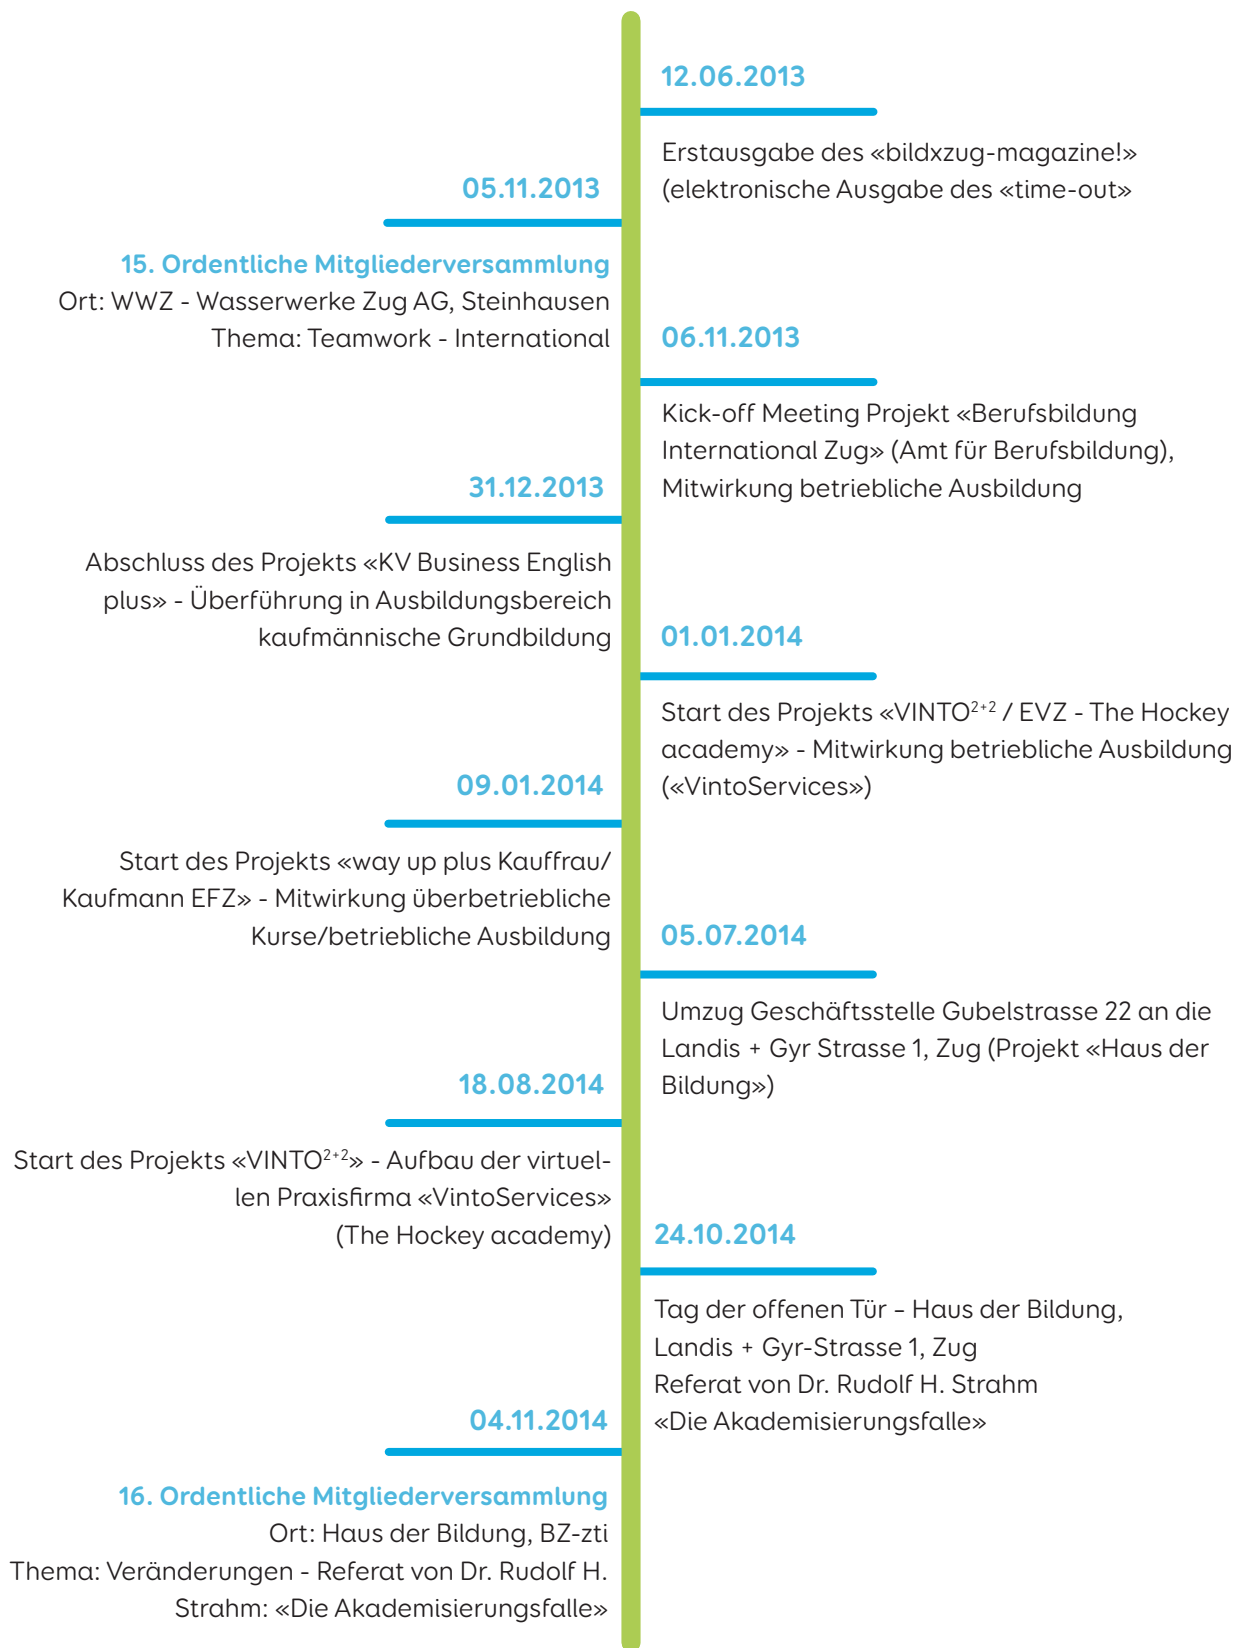 12.06.2013
Erstausgabe des «bildxzug-magazine!»
(elektronische Ausgabe des «time-out»
05.11.2013
15. Ordentliche Mitgliederversammlung
Ort: WWZ - Wasserwerke Zug AG, Steinhausen
Thema: Teamwork - International
06.11.2013
Kick-off Meeting Projekt «Berufsbildung
International Zug» (Amt für Berufsbildung),
Mitwirkung betriebliche Ausbildung
31.12.2013
Abschluss des Projekts «KV Business English
plus» - Überführung in Ausbildungsbereich
kaufmännische Grundbildung
01.01.2014
Start des Projekts «VINTO²⁺² / EVZ - The Hockey
academy» - Mitwirkung betriebliche Ausbildung
(«VintoServices»)
09.01.2014
Start des Projekts «way up plus Kauffrau/
Kaufmann EFZ» - Mitwirkung überbetriebliche
Kurse/betriebliche Ausbildung
05.07.2014
Umzug Geschäftsstelle Gubelstrasse 22 an die
Landis + Gyr Strasse 1, Zug (Projekt «Haus der
Bildung»)
18.08.2014
Start des Projekts «VINTO²⁺²» - Aufbau der virtuel-
len Praxisfirma «VintoServices»
(The Hockey academy)
24.10.2014
Tag der offenen Tür – Haus der Bildung,
Landis + Gyr-Strasse 1, Zug
Referat von Dr. Rudolf H. Strahm
«Die Akademisierungsfalle»
04.11.2014
16. Ordentliche Mitgliederversammlung
Ort: Haus der Bildung, BZ-zti
Thema: Veränderungen - Referat von Dr. Rudolf H.
Strahm: «Die Akademisierungsfalle»